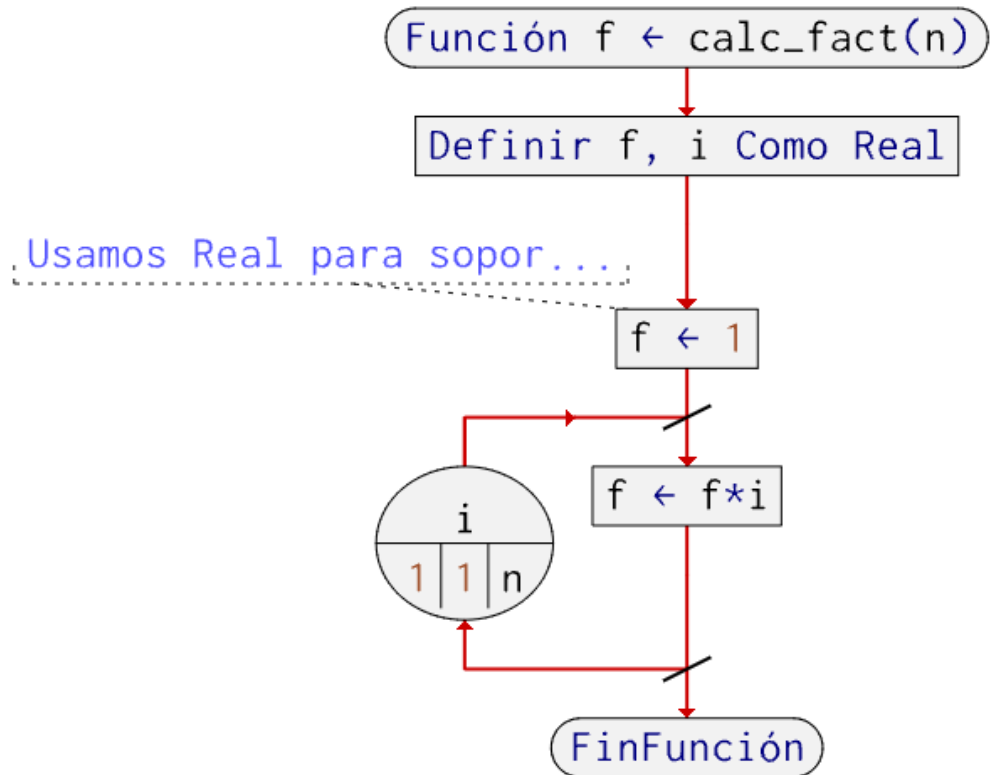 Función f ← calc_fact(n)
Definir f, i Como Real
Usamos Real para sopor...
f ← 1
f ← f*i
i
1 1 n
FinFunción